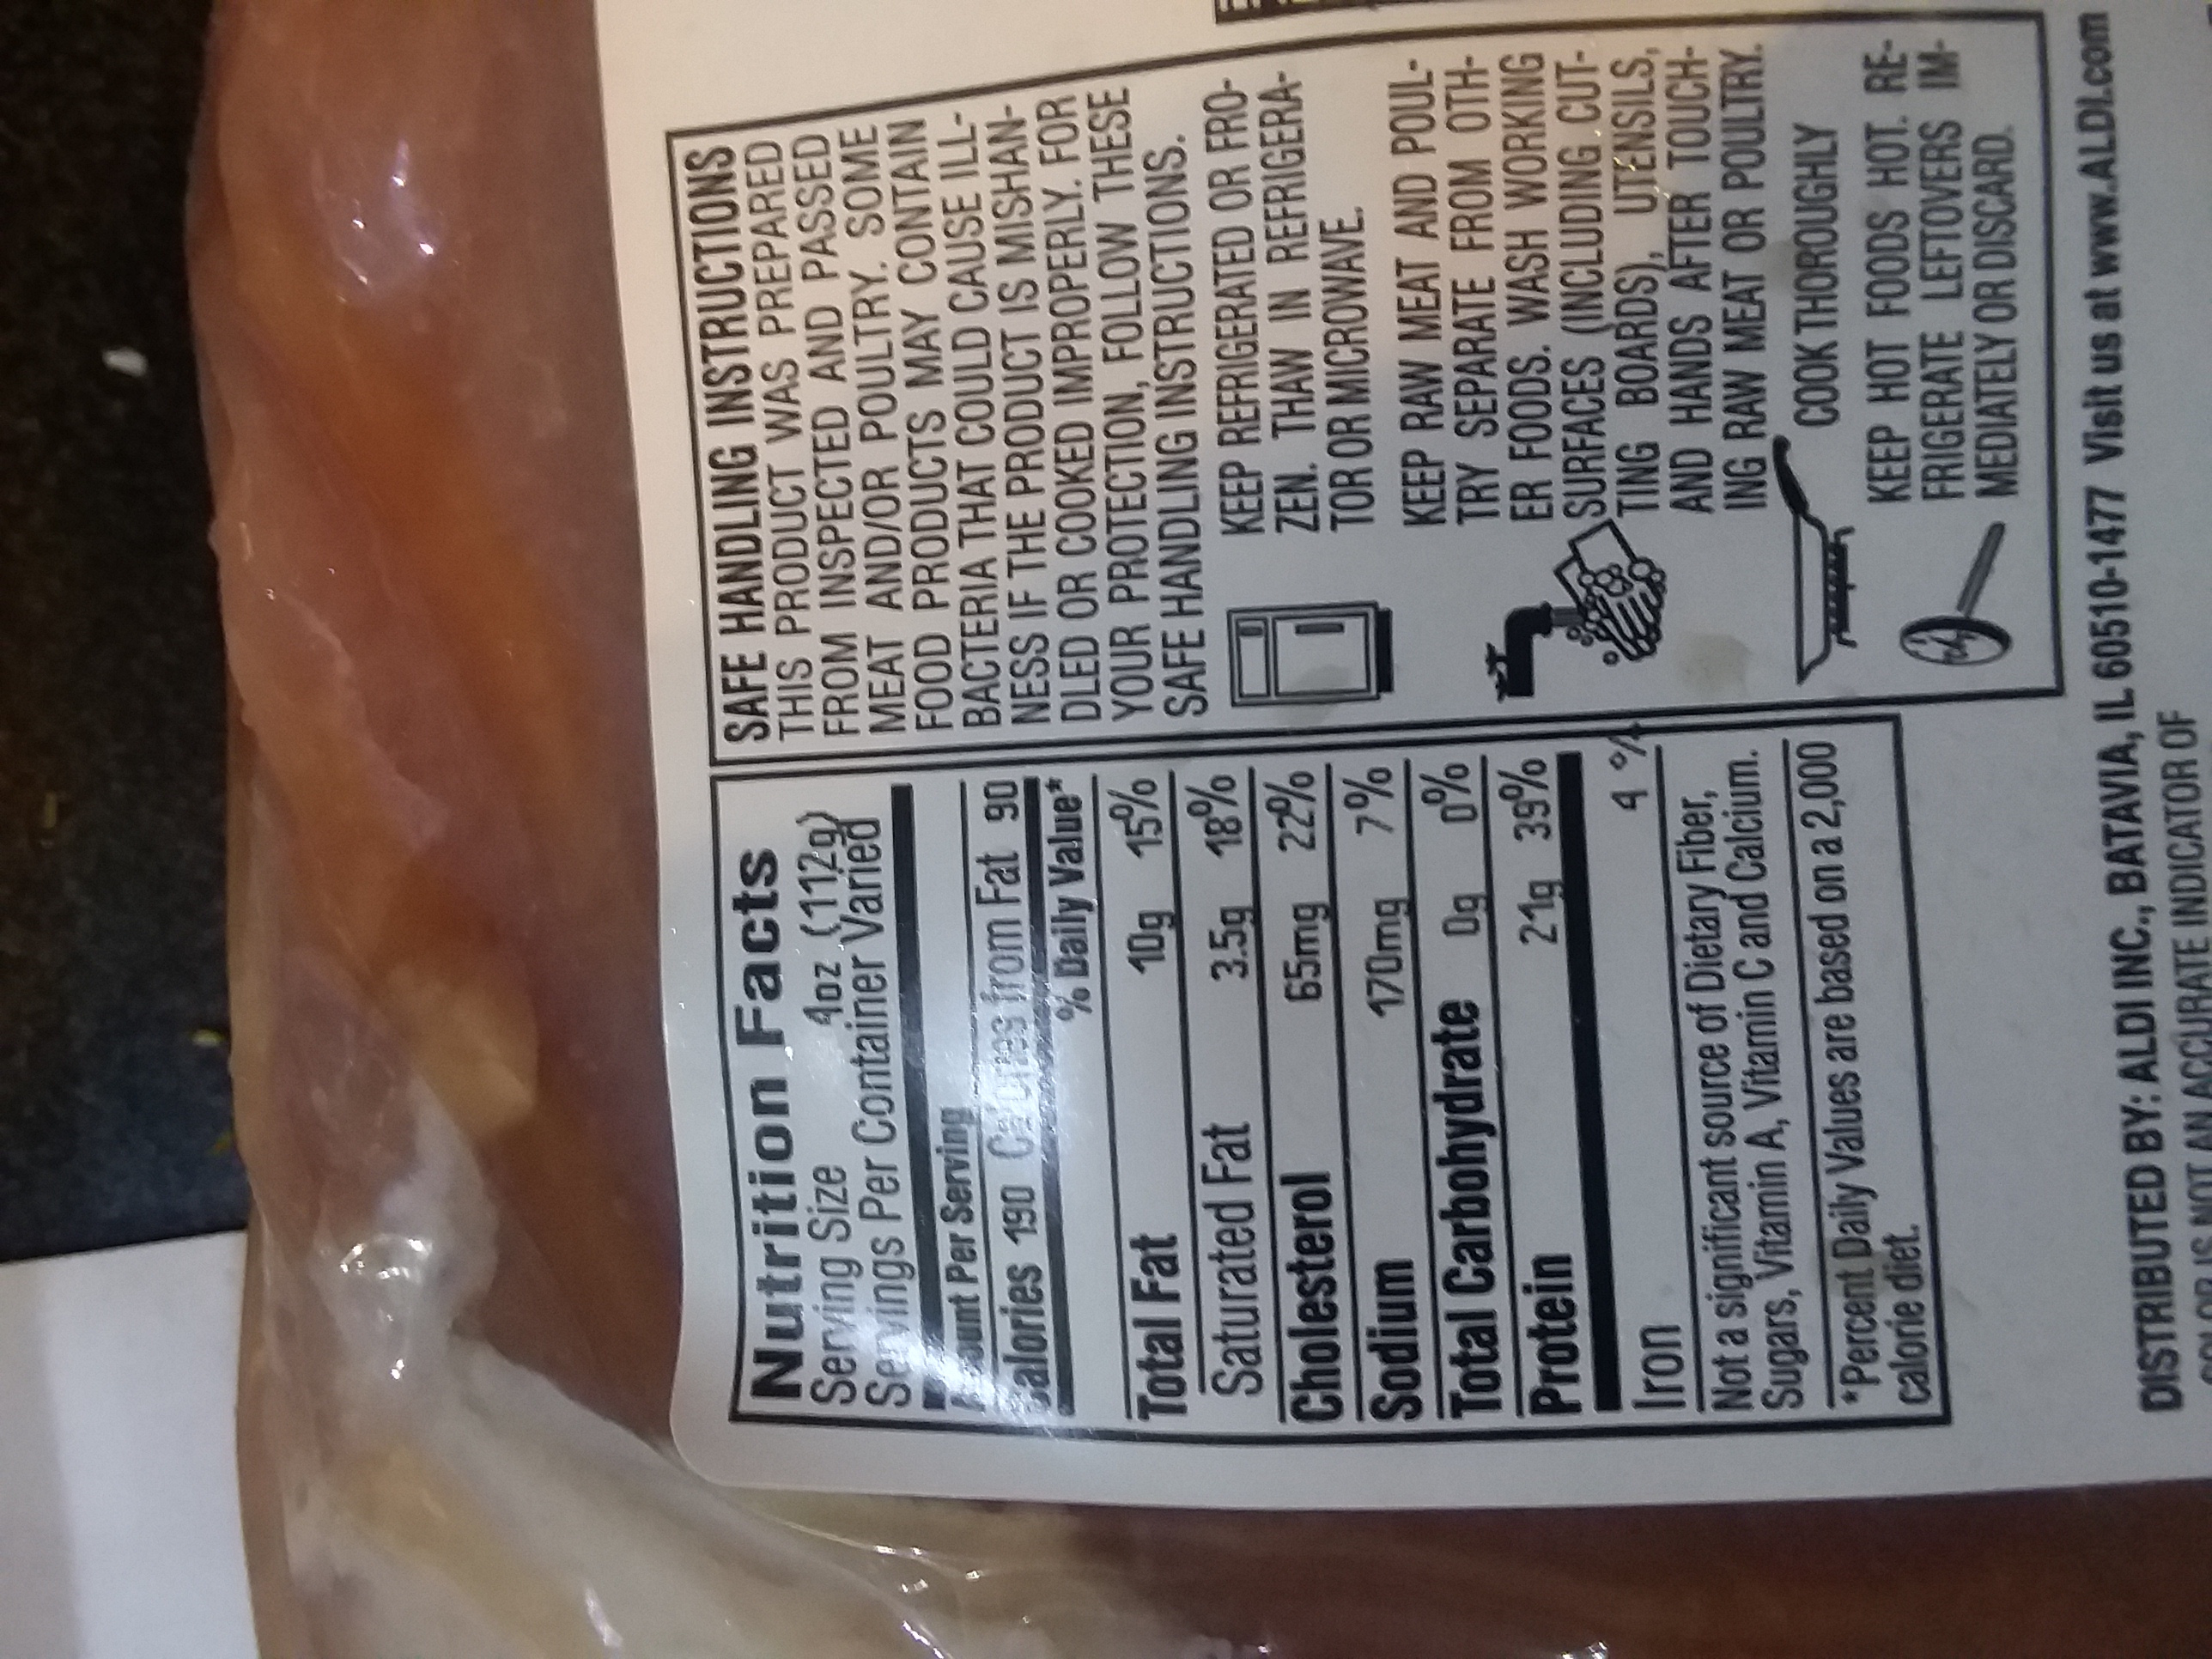 Nutrition Facts
Serving Size 4oz (112g)
Servings Per Container Varied
Amount Per Serving
Calories 190 Calories from Fat 90
% Daily Value*
Total Fat 10g 15%
Saturated Fat 3.5g 18%
Cholesterol 65mg 22%
Sodium 170mg 7%
Total Carbohydrate 0g 0%
Protein 21g 39%
Iron 4 %
Not a significant source of Dietary Fiber,
Sugars, Vitamin A, Vitamin C and Calcium.
*Percent Daily Values are based on a 2,000
calorie diet.
SAFE HANDLING INSTRUCTIONS
THIS PRODUCT WAS PREPARED
FROM INSPECTED AND PASSED
MEAT AND/OR POULTRY. SOME
FOOD PRODUCTS MAY CONTAIN
BACTERIA THAT COULD CAUSE ILL-
NESS IF THE PRODUCT IS MISHAN-
DLED OR COOKED IMPROPERLY. FOR
YOUR PROTECTION, FOLLOW THESE
SAFE HANDLING INSTRUCTIONS.
KEEP REFRIGERATED OR FRO-
ZEN. THAW IN REFRIGERA-
TOR OR MICROWAVE.
KEEP RAW MEAT AND POUL-
TRY SEPARATE FROM OTH-
ER FOODS. WASH WORKING
SURFACES (INCLUDING CUT-
TING BOARDS), UTENSILS,
AND HANDS AFTER TOUCH-
ING RAW MEAT OR POULTRY.
COOK THOROUGHLY
KEEP HOT FOODS HOT. RE-
FRIGERATE LEFTOVERS IM-
MEDIATELY OR DISCARD.
DISTRIBUTED BY: ALDI INC., BATAVIA, IL 60510-1477 Visit us at www.ALDI.com
COLOR IS NOT AN ACCURATE INDICATOR OF